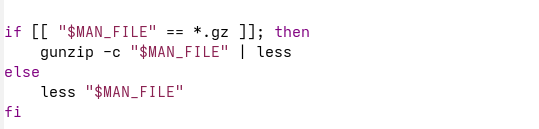 if [[ "$MAN_FILE" == *.gz ]]; then
    gunzip -c "$MAN_FILE" | less
else
    less "$MAN_FILE"
fi